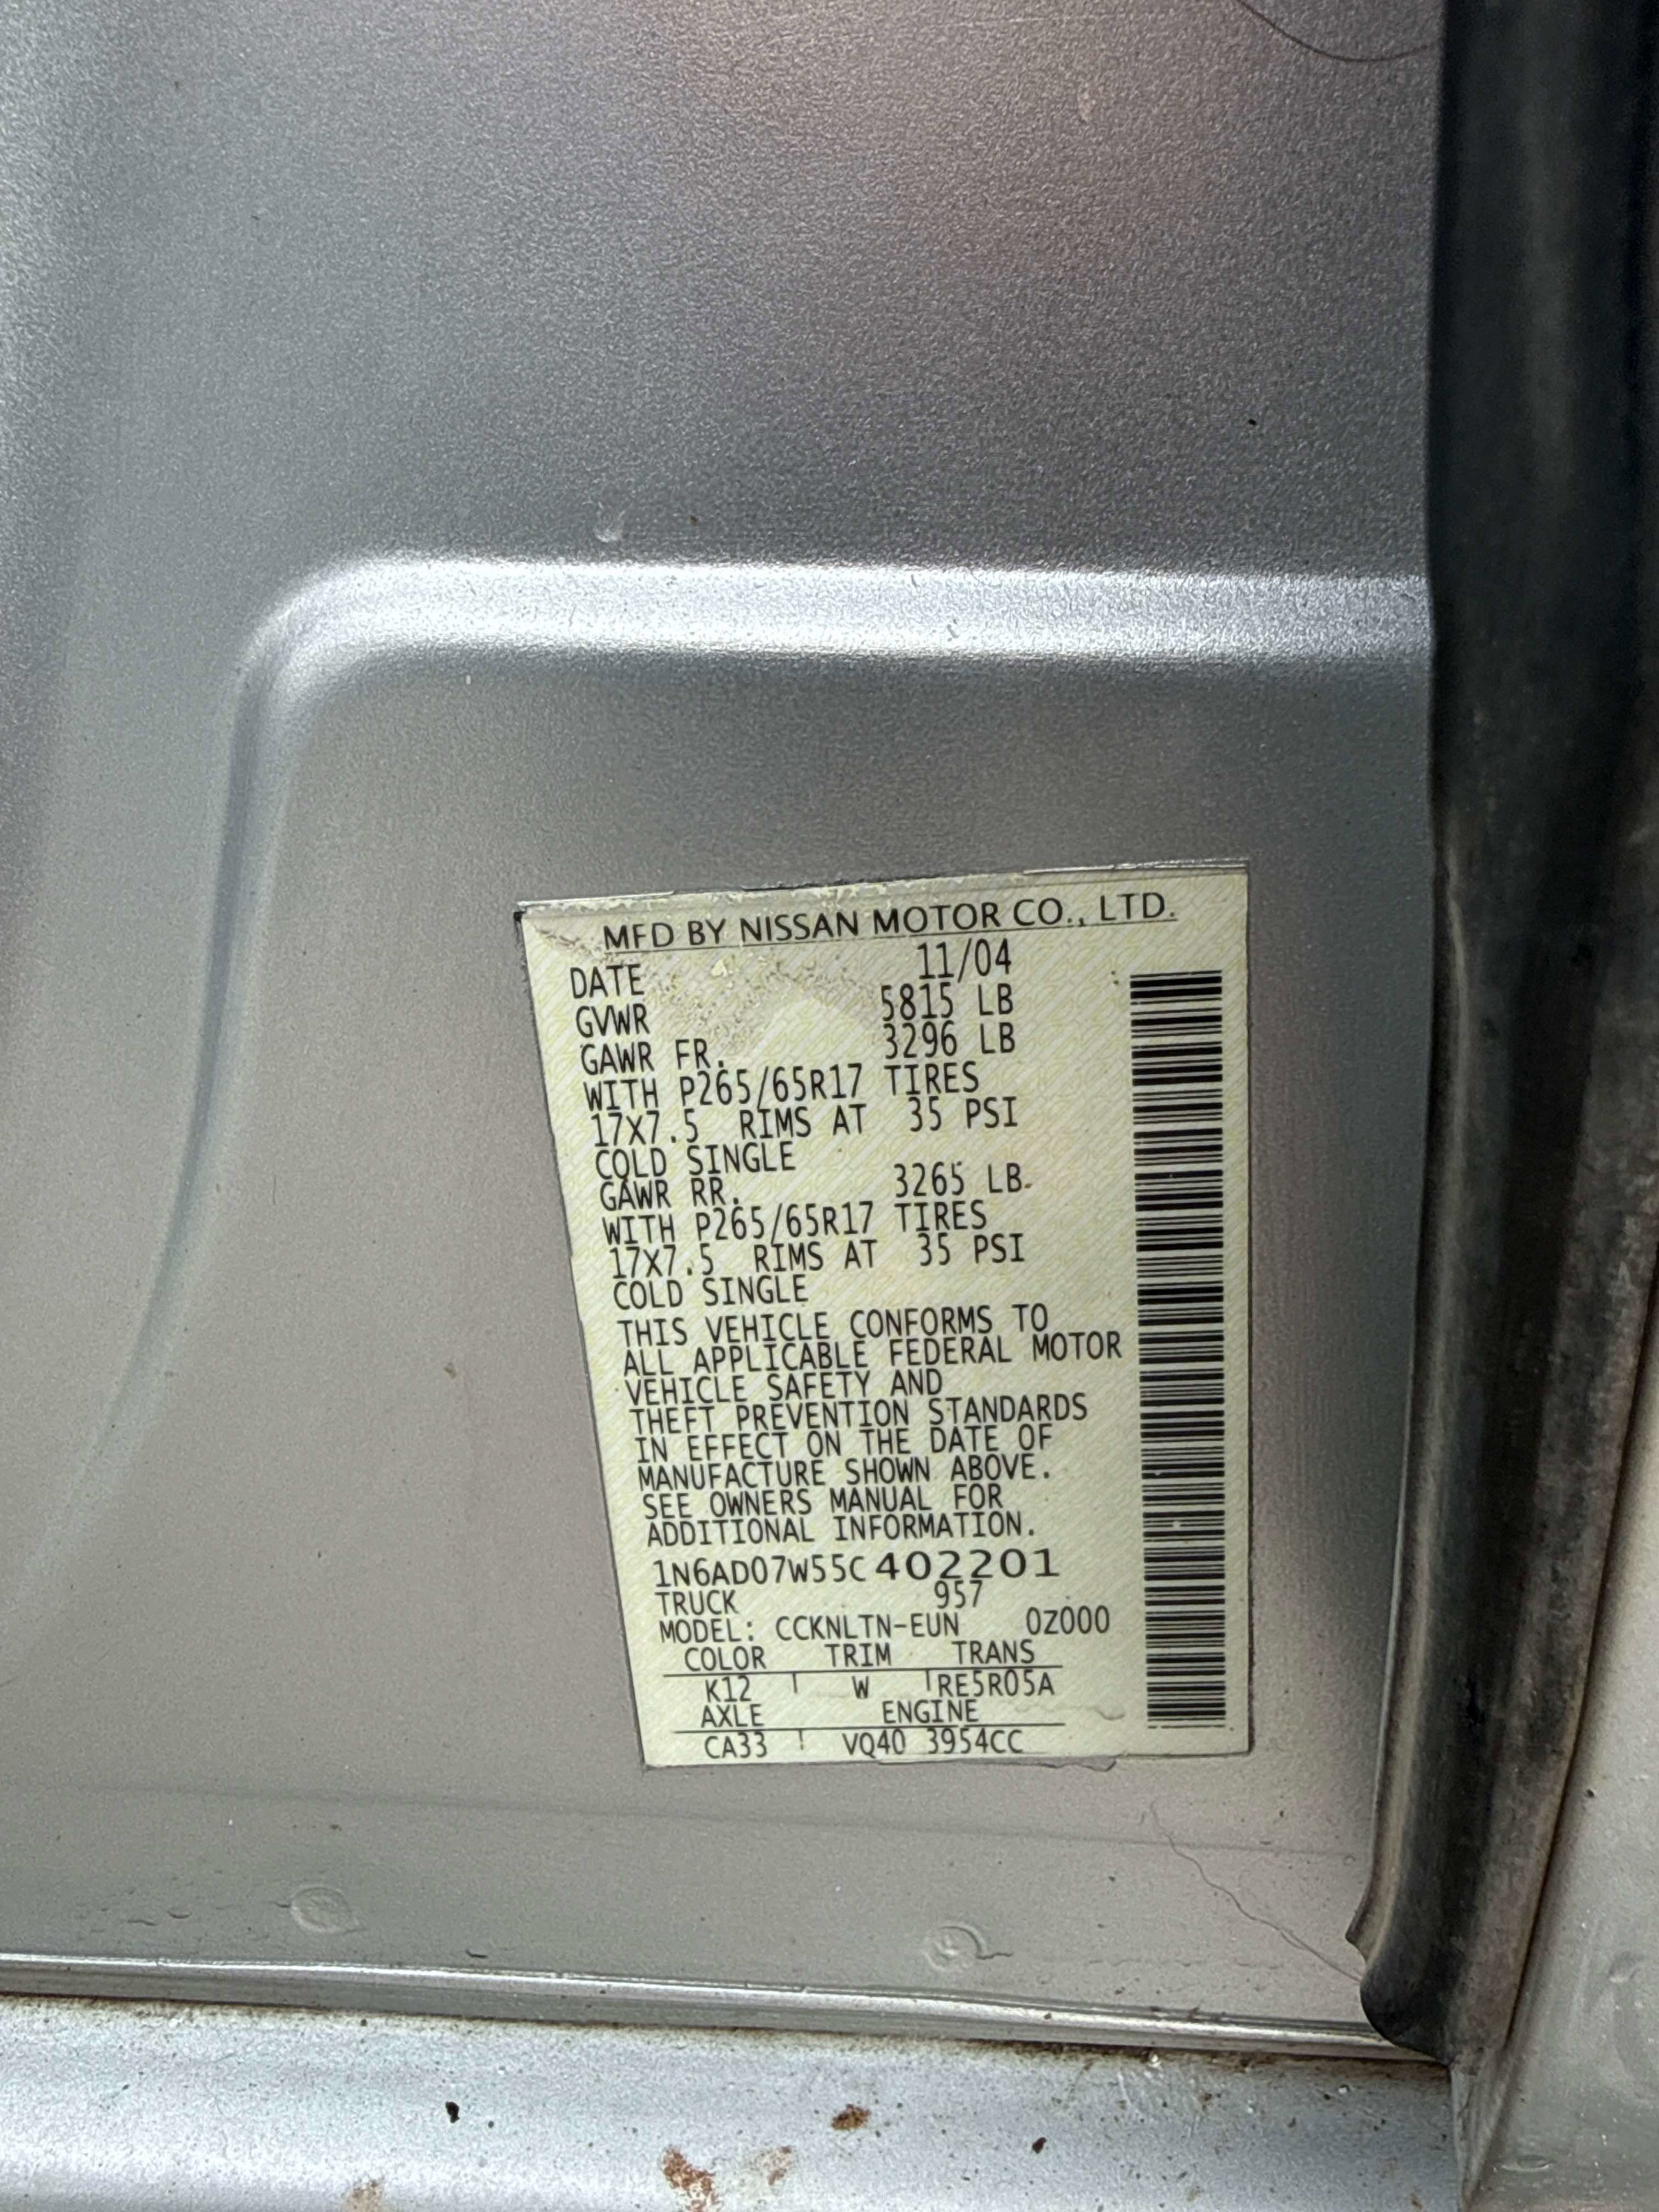 MFD BY NISSAN MOTOR CO., LTD.
DATE 11/04
GVWR 5815 LB
GAWR FR. 3296 LB
WITH P265/65R17 TIRES
17X7.5 RIMS AT 35 PSI
COLD SINGLE
GAWR RR. 3265 LB
WITH P265/65R17 TIRES
17X7.5 RIMS AT 35 PSI
COLD SINGLE
THIS VEHICLE CONFORMS TO
ALL APPLICABLE FEDERAL MOTOR
VEHICLE SAFETY AND
THEFT PREVENTION STANDARDS
IN EFFECT ON THE DATE OF
MANUFACTURE SHOWN ABOVE.
SEE OWNERS MANUAL FOR
ADDITIONAL INFORMATION.
1N6AD07W55C402201
TRUCK 957
MODEL: CCKNLTN-EUN 0Z000
COLOR TRIM TRANS
K12 W RE5R05A
AXLE ENGINE
CA33 VQ40 3954CC